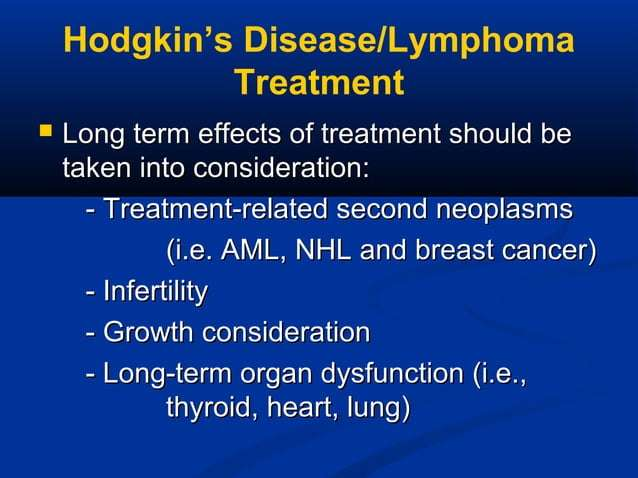 Hodgkin’s Disease/Lymphoma
Treatment
Long term effects of treatment should be
taken into consideration:
- Treatment-related second neoplasms
(i.e. AML, NHL and breast cancer)
- Infertility
- Growth consideration
- Long-term organ dysfunction (i.e.,
thyroid, heart, lung)